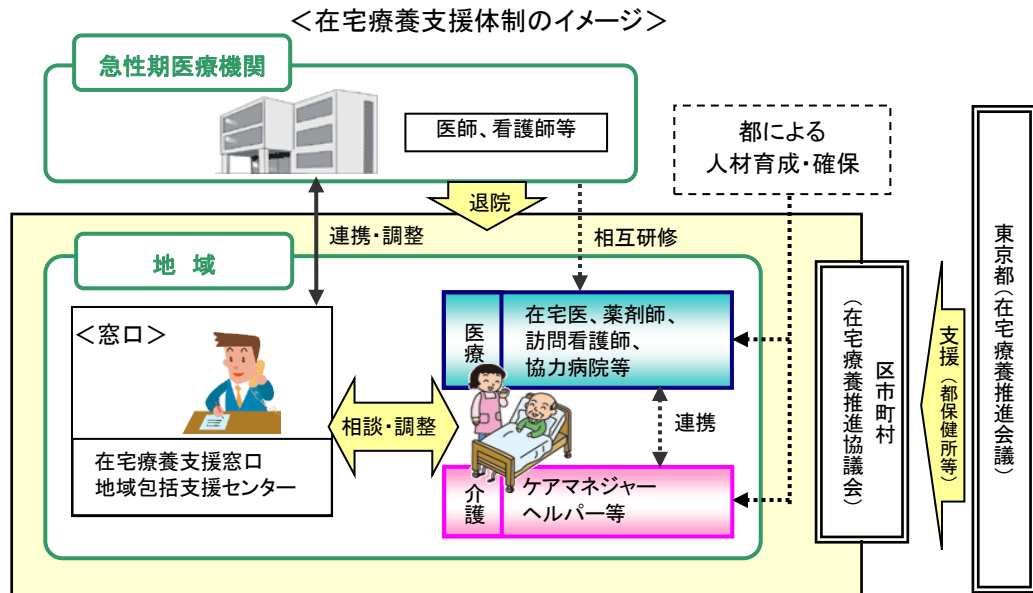 ＜在宅療養支援体制のイメージ＞
急性期医療機関
医師、看護師等
都による
人材育成・確保
退院
連携・調整
相互研修
地　域
＜窓口＞
在宅療養支援窓口
地域包括支援センター
相談・調整
医療
在宅医、薬剤師、
訪問看護師、
協力病院等
連携
介護
ケアマネジャー
ヘルパー等
区市町村
（在宅療養推進協議会）
支援（都保健所等）
東京都（在宅療養推進会議）